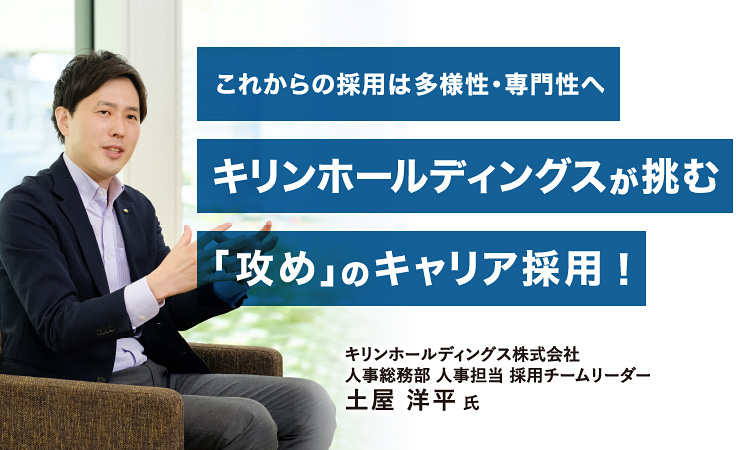 これからの採用は多様性・専門性へ
キリンホールディングスが挑む
「攻め」のキャリア採用！
キリンホールディングス株式会社
人事総務部 人事担当 採用チームリーダー
土屋 洋平 氏